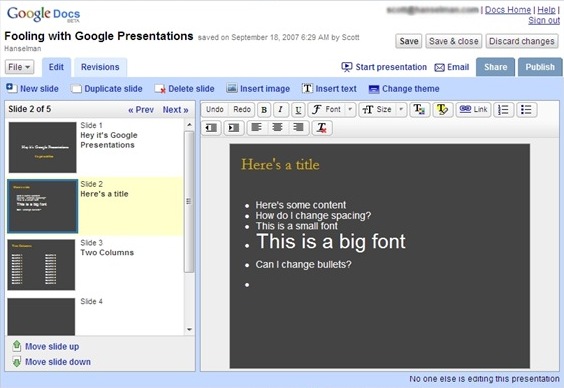 Google Docs
BETA
scott@hanselman.com | Docs Home | Help |
Sign out
Fooling with Google Presentations saved on September 18, 2007 6:29 AM by Scott
Hanselman
Save Save & close Discard changes
File Edit Revisions
Start presentation Email Share Publish
New slide Duplicate slide Delete slide Insert image Insert text Change theme
Slide 2 of 5 « Prev Next »
Slide 1
Hey it's Google
Presentations
Hey it's Google Presentations
Slide 2
Here's a title
Slide 3
Two Columns
Two Columns
Slide 4
Move slide up
Move slide down
Undo Redo B I U F Font Size Link
Here's a title
Here's some content
How do I change spacing?
This is a small font
This is a big font
Can I change bullets?
No one else is editing this presentation